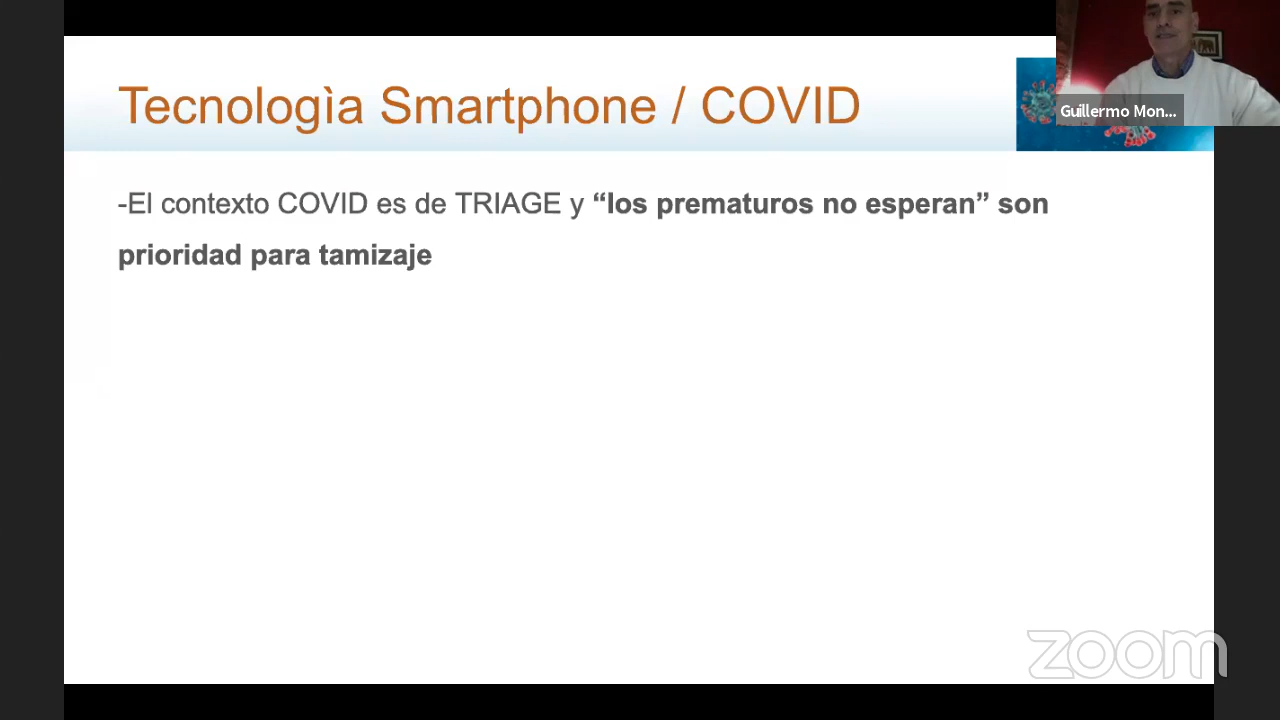 Tecnologìa Smartphone / COVID
Guillermo Mon...
-El contexto COVID es de TRIAGE y “los prematuros no esperan” son
prioridad para tamizaje
zoom